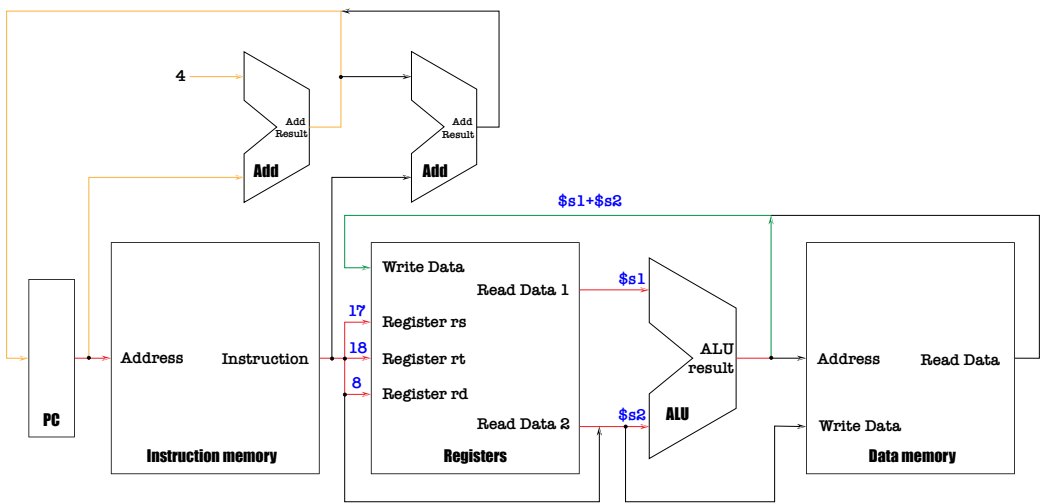 4
Add
Result
Add
Add
Result
Add
$s1+$s2
Write Data
Read Data 1
$s1
17
Register rs
18
Register rt
8
Register rd
Read Data 2
$s2
Address
Instruction
ALU
result
ALU
Address
Read Data
Write Data
PC
Instruction memory
Registers
Data memory